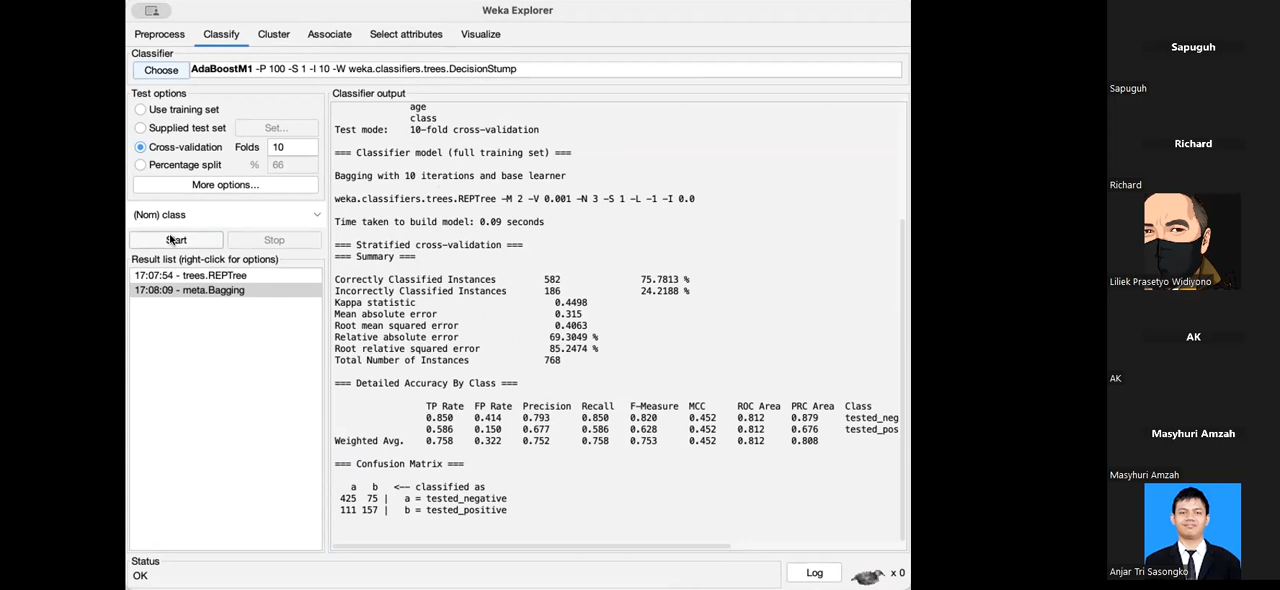 Weka Explorer
Preprocess Classify Cluster Associate Select attributes Visualize
Classifier
Choose AdaBoostM1 -P 100 -S 1 -I 10 -W weka.classifiers.trees.DecisionStump
Test options
Use training set
Supplied test set Set...
Cross-validation Folds 10
Percentage split % 66
More options...
(Nom) class
Start Stop
Result list (right-click for options)
17:07:54 - trees.REPTree
17:08:09 - meta.Bagging
Classifier output
age
class
Test mode: 10-fold cross-validation
=== Classifier model (full training set) ===
Bagging with 10 iterations and base learner
weka.classifiers.trees.REPTree -M 2 -V 0.001 -N 3 -S 1 -L -1 -I 0.0
Time taken to build model: 0.09 seconds
=== Stratified cross-validation ===
=== Summary ===
Correctly Classified Instances 582 75.7813 %
Incorrectly Classified Instances 186 24.2188 %
Kappa statistic 0.4498
Mean absolute error 0.315
Root mean squared error 0.4063
Relative absolute error 69.3049 %
Root relative squared error 85.2474 %
Total Number of Instances 768
=== Detailed Accuracy By Class ===
TP Rate FP Rate Precision Recall F-Measure MCC ROC Area PRC Area Class
0.850 0.414 0.793 0.850 0.820 0.452 0.812 0.879 tested_neg
0.586 0.150 0.677 0.586 0.628 0.452 0.812 0.676 tested_pos
Weighted Avg. 0.758 0.322 0.752 0.758 0.753 0.452 0.812 0.808
=== Confusion Matrix ===
a b <-- classified as
425 75 | a = tested_negative
111 157 | b = tested_positive
Status
OK
Log x 0
Sapuguh
Sapuguh
Richard
Richard
Liliek Prasetyo Widiyono
AK
AK
Masyhuri Amzah
Masyhuri Amzah
Anjar Tri Sasongko